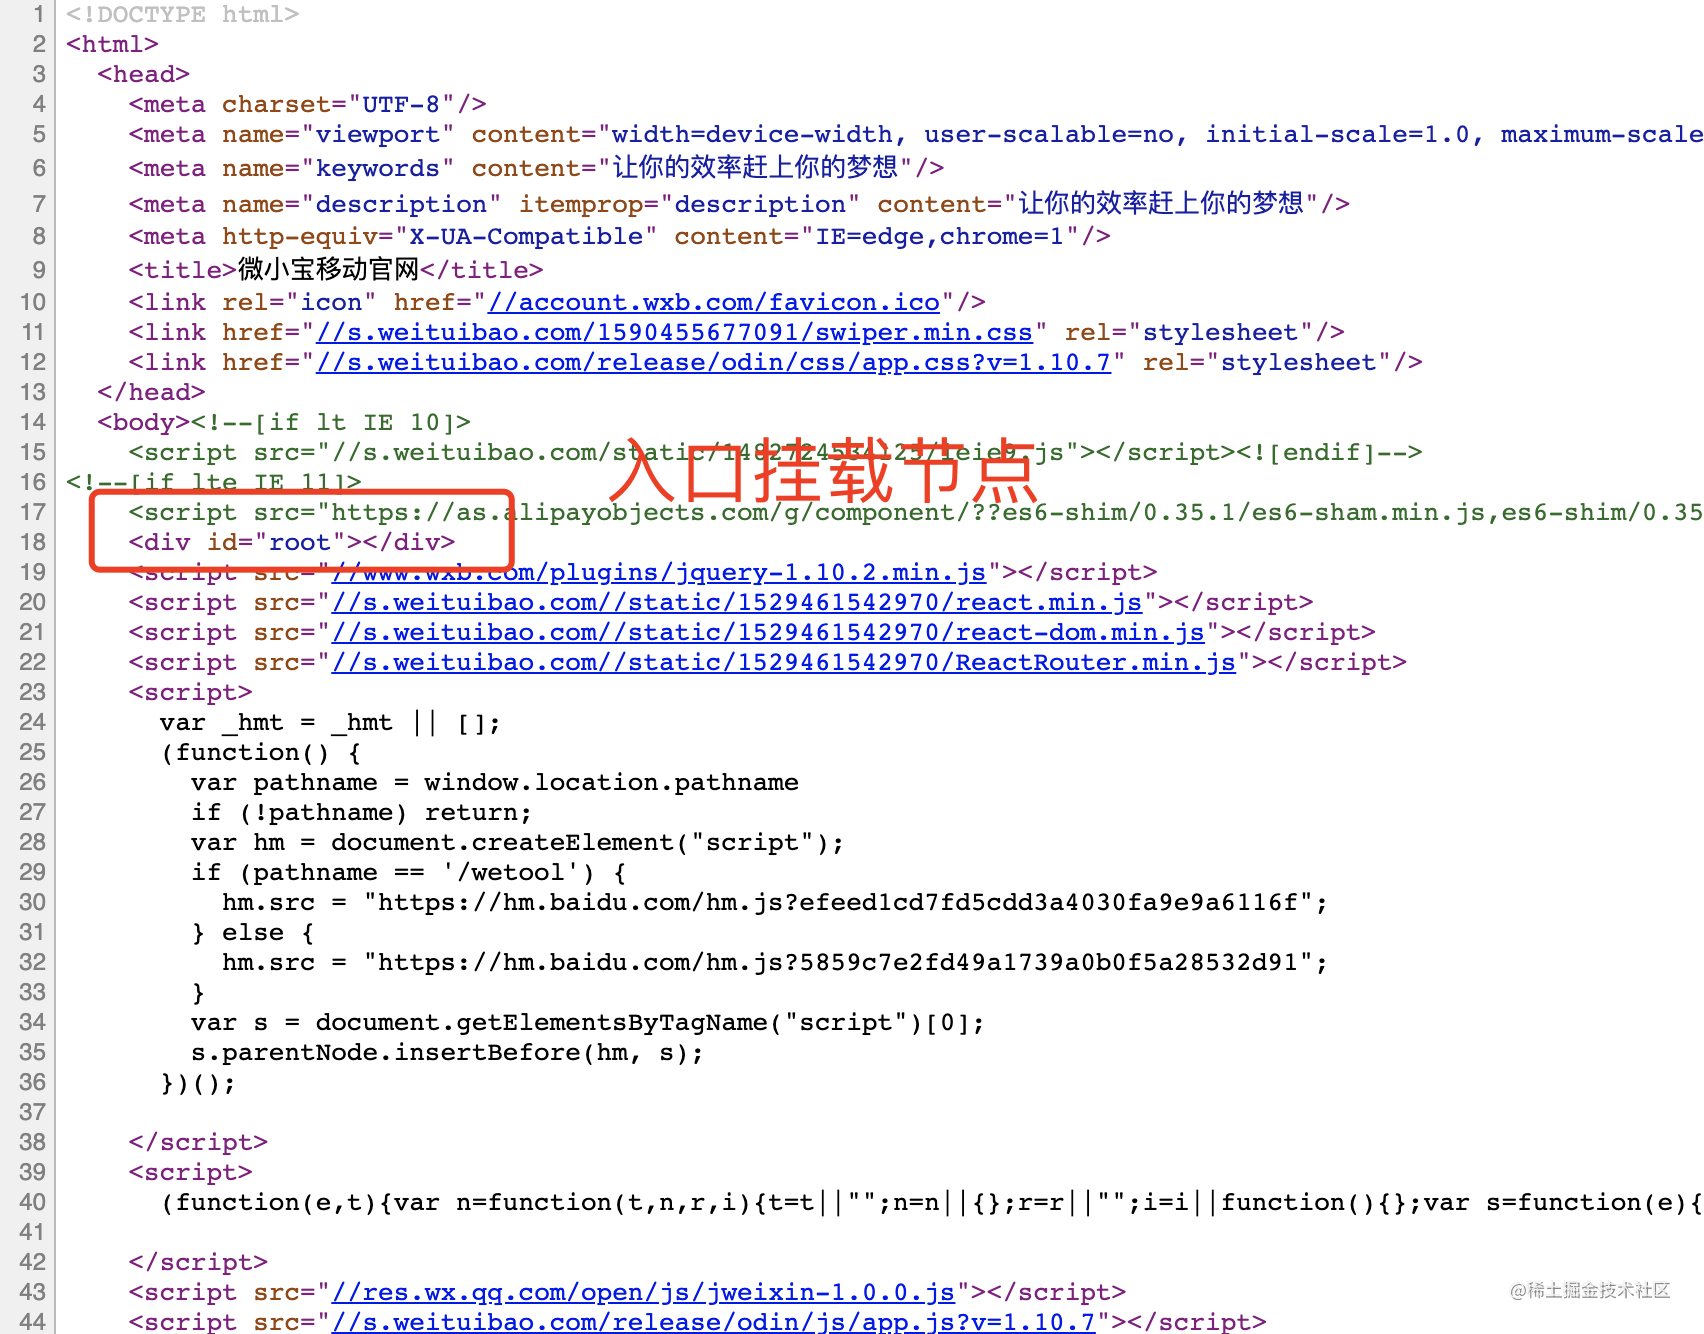 1 <!DOCTYPE html>
2 <html>
3 <head>
4 <meta charset="UTF-8"/>
5 <meta name="viewport" content="width=device-width, user-scalable=no, initial-scale=1.0, maximum-scale
6 <meta name="keywords" content="让你的效率赶上你的梦想"/>
7 <meta name="description" itemprop="description" content="让你的效率赶上你的梦想"/>
8 <meta http-equiv="X-UA-Compatible" content="IE=edge,chrome=1"/>
9 <title>微小宝移动官网</title>
10 <link rel="icon" href="//account.wxb.com/favicon.ico"/>
11 <link href="//s.weituibao.com/1590455677091/swiper.min.css" rel="stylesheet"/>
12 <link href="//s.weituibao.com/release/odin/css/app.css?v=1.10.7" rel="stylesheet"/>
13 </head>
14 <body><!--[if lt IE 10]>
15 <script src="//s.weituibao.com/static/"></script><![endif]-->
入口挂载节点
16 <!--[if lte IE 11]>
17 <script src="https://as.alipayobjects.com/g/component/??es6-shim/0.35.1/es6-sham.min.js,es6-shim/0.35
18 <div id="root"></div>
19 <script src="//www.wxb.com/plugins/jquery-1.10.2.min.js"></script>
20 <script src="//s.weituibao.com//static/1529461542970/react.min.js"></script>
21 <script src="//s.weituibao.com//static/1529461542970/react-dom.min.js"></script>
22 <script src="//s.weituibao.com//static/1529461542970/ReactRouter.min.js"></script>
23 <script>
24 var _hmt = _hmt || [];
25 (function() {
26 var pathname = window.location.pathname
27 if (!pathname) return;
28 var hm = document.createElement("script");
29 if (pathname == '/wetool') {
30 hm.src = "https://hm.baidu.com/hm.js?efeed1cd7fd5cdd3a4030fa9e9a6116f";
31 } else {
32 hm.src = "https://hm.baidu.com/hm.js?5859c7e2fd49a1739a0b0f5a28532d91";
33 }
34 var s = document.getElementsByTagName("script")[0];
35 s.parentNode.insertBefore(hm, s);
36 })();
37
38 </script>
39 <script>
40 (function(e,t){var n=function(t,n,r,i){t=t||"";n=n||{};r=r||"";i=i||function(){};var s=function(e){
41
42 </script>
43 <script src="//res.wx.qq.com/open/js/jweixin-1.0.0.js"></script>
44 <script src="//s.weituibao.com/release/odin/js/app.js?v=1.10.7"></script>
@稀土掘金技术社区